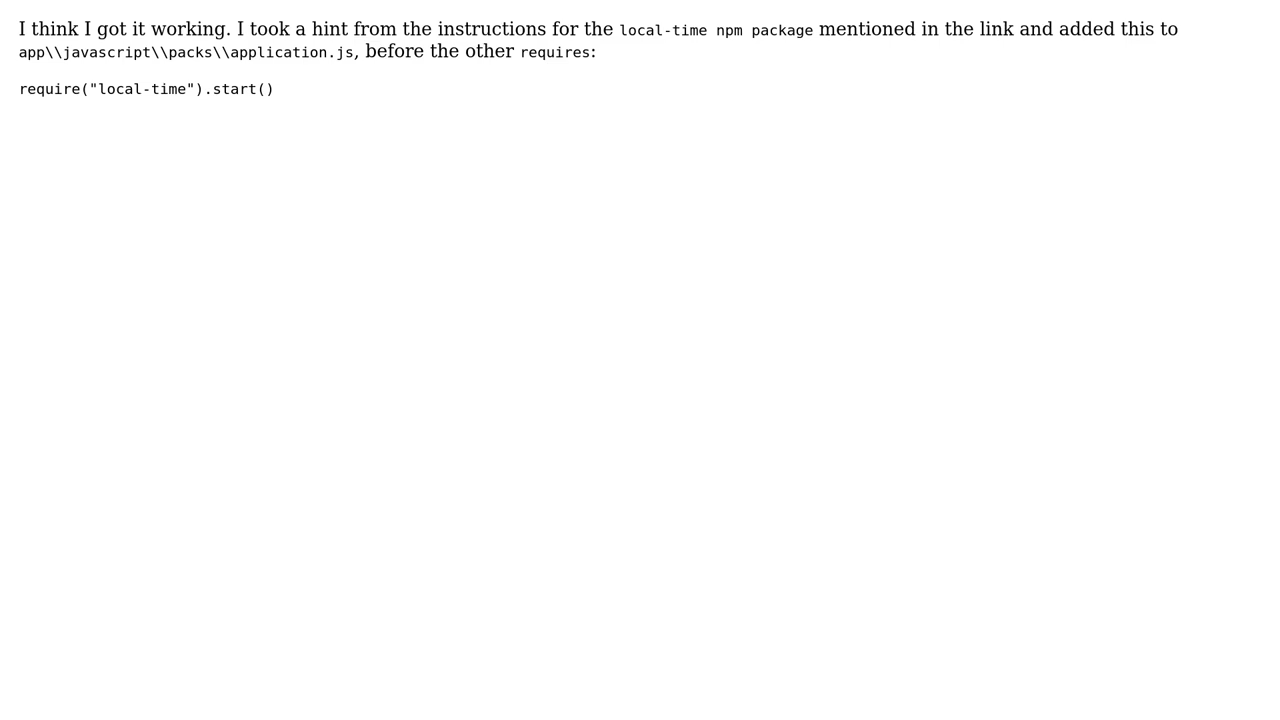 I think I got it working. I took a hint from the instructions for the local-time npm package mentioned in the link and added this to
app\\javascript\\packs\\application.js, before the other requires:
require("local-time").start()